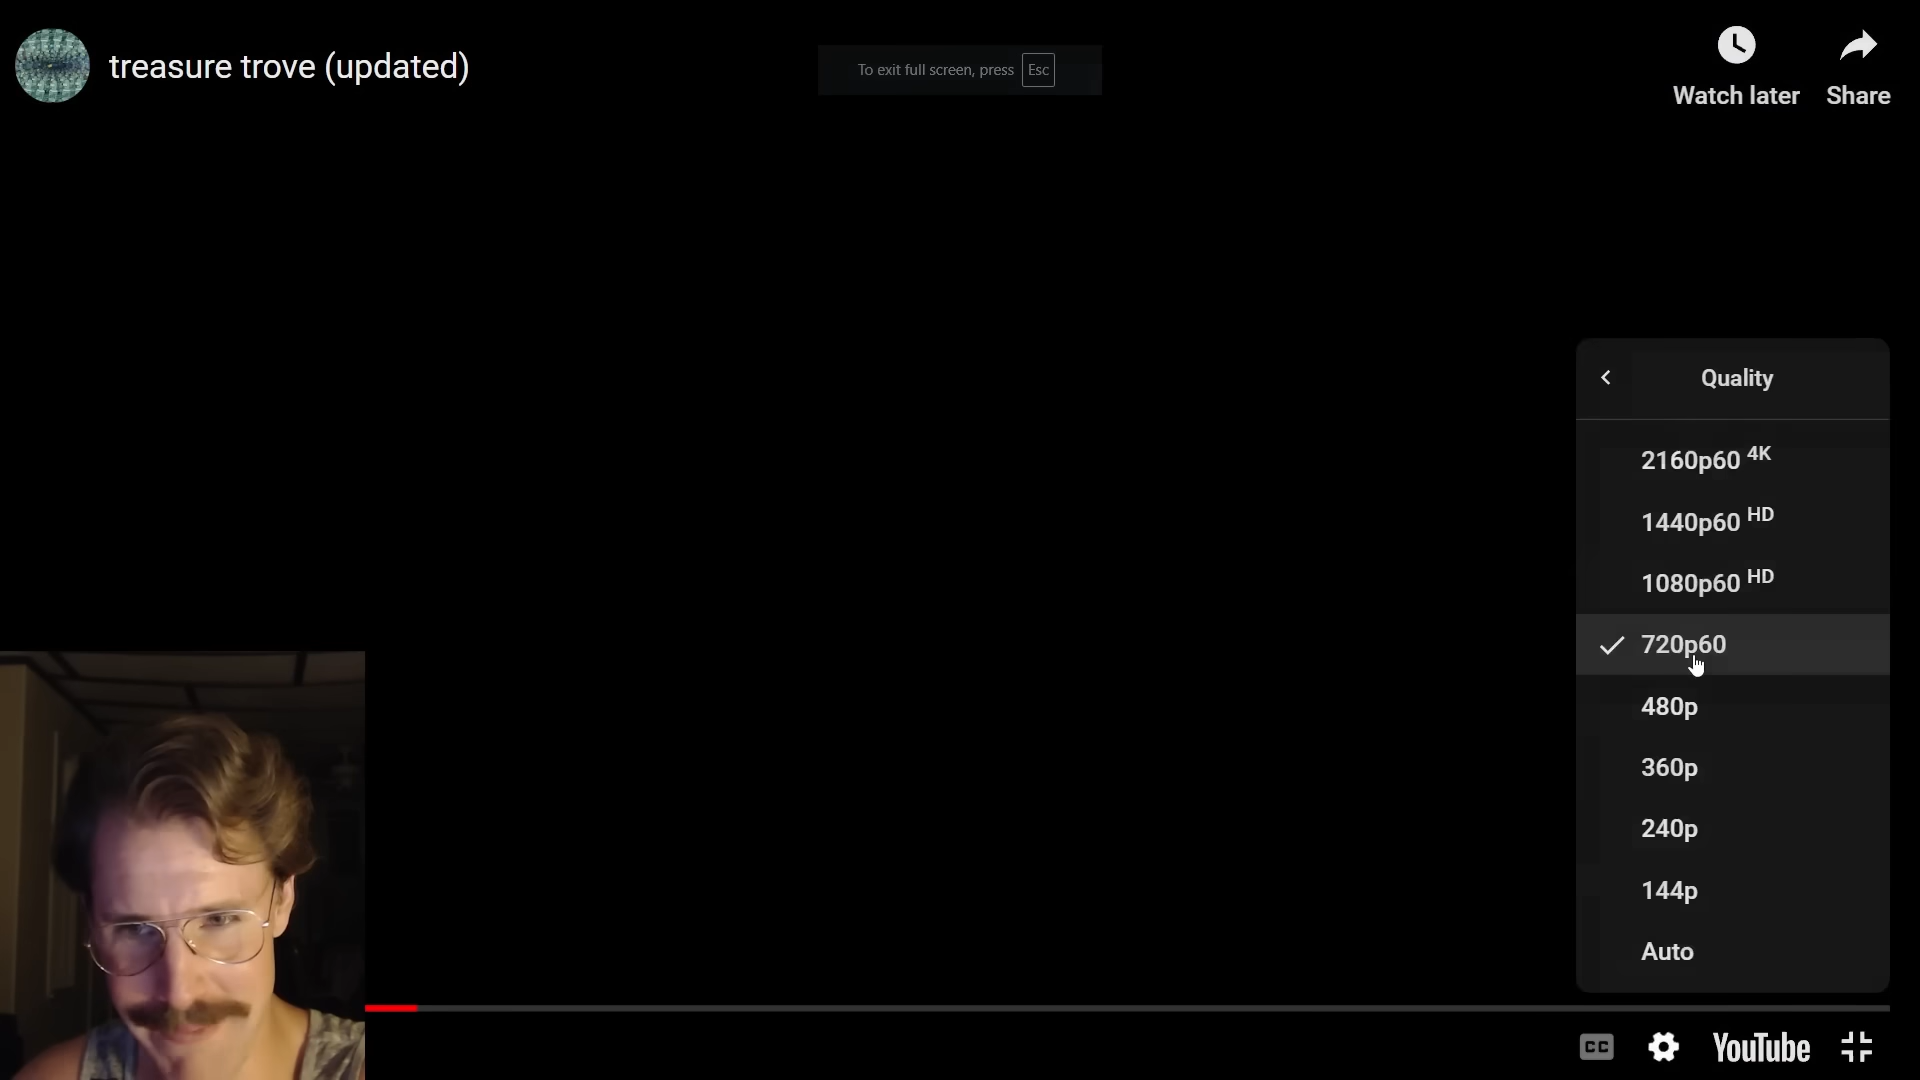 treasure trove (updated)
To exit full screen, press Esc
Watch later
Share
Quality
2160p60 4K
1440p60 HD
1080p60 HD
720p60
480p
360p
240p
144p
Auto
CC
YouTube